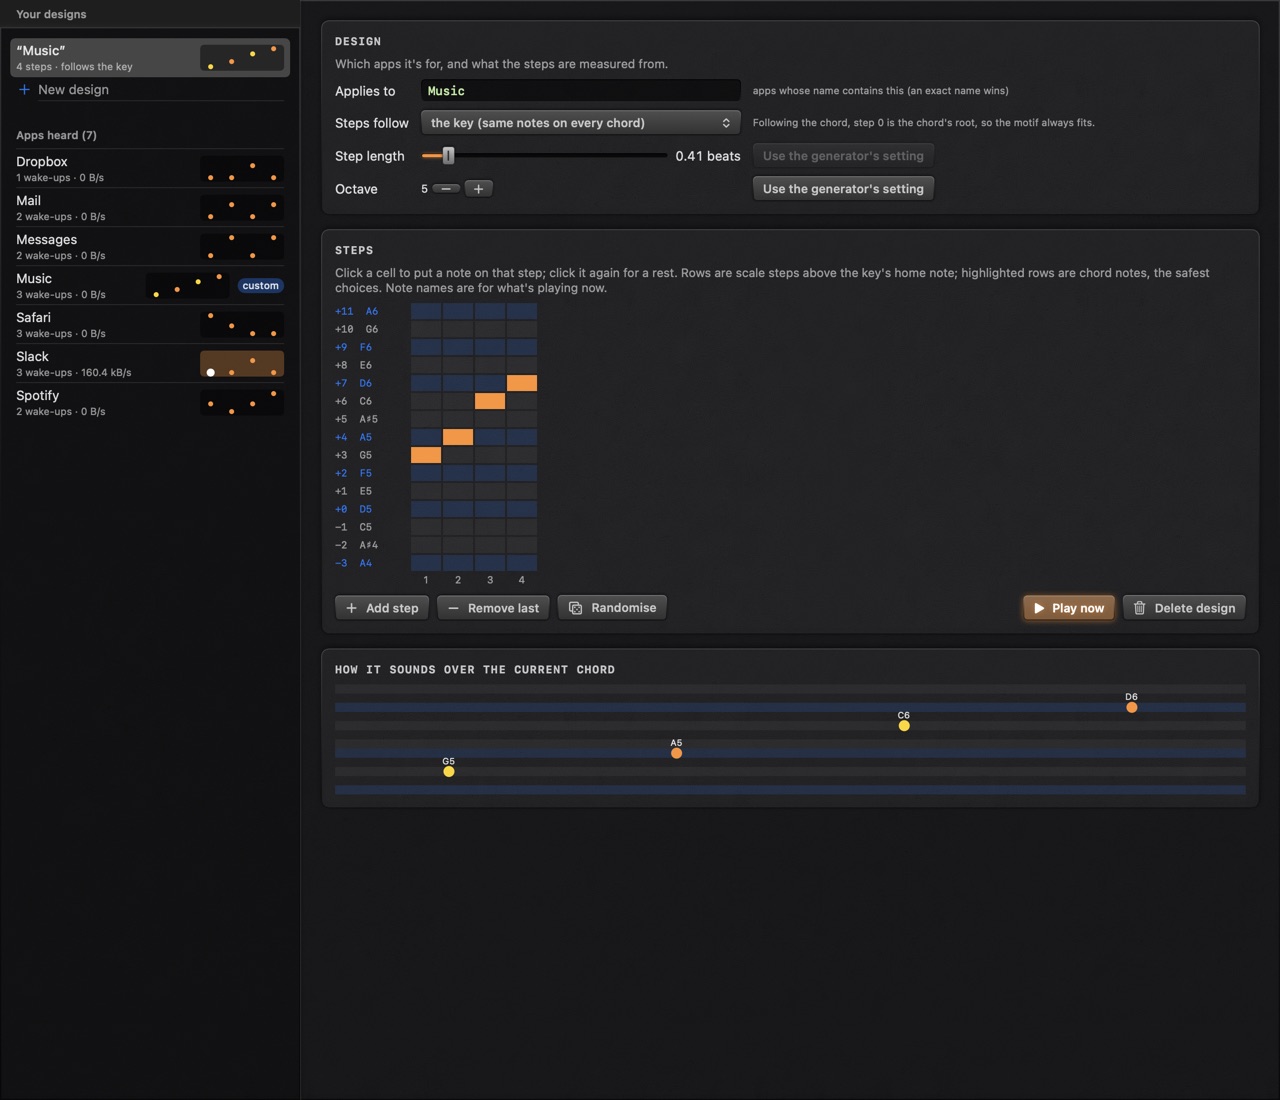 Your designs
“Music”
4 steps · follows the key
+ New design
Apps heard (7)
Dropbox
1 wake-ups · 0 B/s
Mail
2 wake-ups · 0 B/s
Messages
2 wake-ups · 0 B/s
Music
3 wake-ups · 0 B/s
custom
Safari
3 wake-ups · 0 B/s
Slack
3 wake-ups · 160.4 kB/s
Spotify
2 wake-ups · 0 B/s
DESIGN
Which apps it's for, and what the steps are measured from.
Applies to Music apps whose name contains this (an exact name wins)
Steps follow the key (same notes on every chord) Following the chord, step 0 is the chord's root, so the motif always fits.
Step length 0.41 beats Use the generator's setting
Octave 5 − + Use the generator's setting
STEPS
Click a cell to put a note on that step; click it again for a rest. Rows are scale steps above the key's home note; highlighted rows are chord notes, the safest
choices. Note names are for what's playing now.
+11 A6
+10 G6
+9 F6
+8 E6
+7 D6
+6 C6
+5 A♯5
+4 A5
+3 G5
+2 F5
+1 E5
+0 D5
−1 C5
−2 A♯4
−3 A4
1 2 3 4
+ Add step − Remove last Randomise Play now Delete design
HOW IT SOUNDS OVER THE CURRENT CHORD
D6
C6
A5
G5